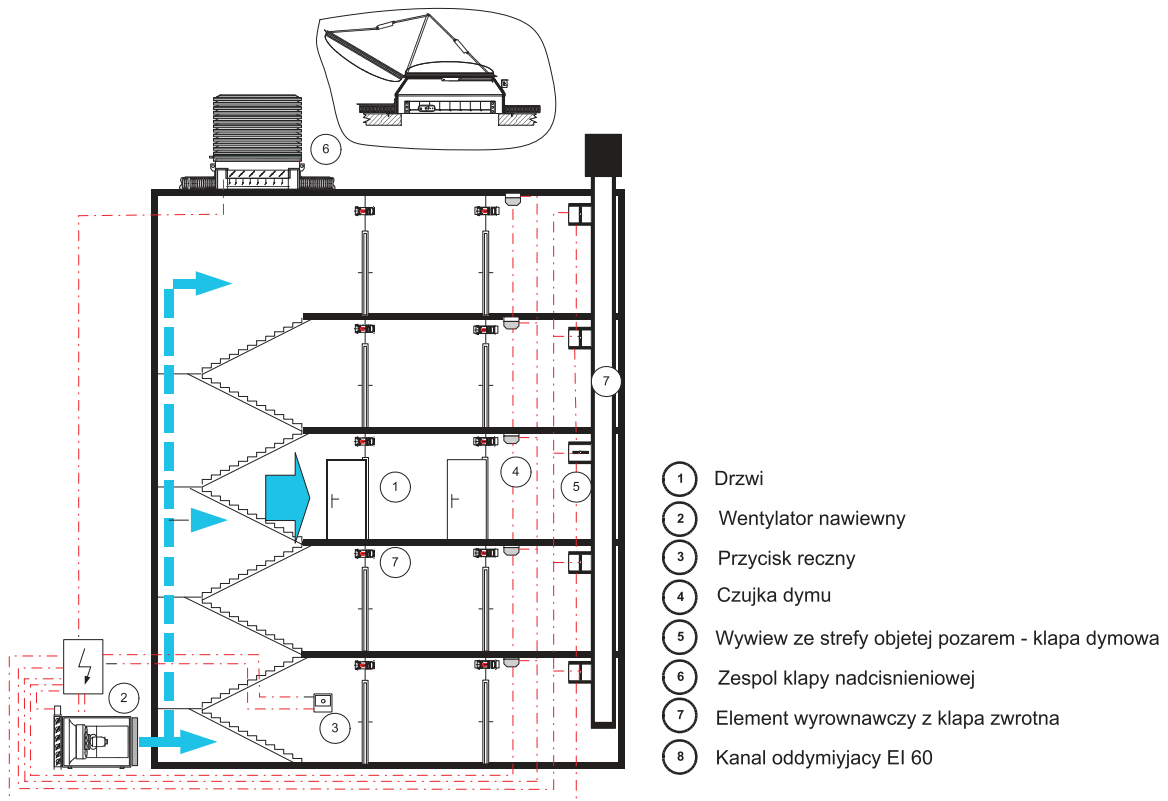 6
7
1
4
5
7
2
3
1 Drzwi
2 Wentylator nawiewny
3 Przycisk reczny
4 Czujka dymu
5 Wywiew ze strefy objetej pozarem - klapa dymowa
6 Zespol klapy nadcisnieniowej
7 Element wyrownawczy z klapa zwrotna
8 Kanal oddymiyjacy EI 60